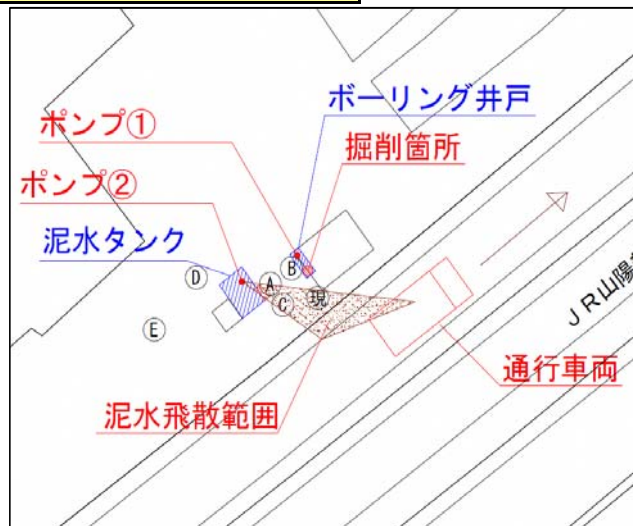 ボーリング井戸
ポンプ①
掘削箇所
ポンプ②
泥水タンク
B
D
A
現
C
E
JR山陽
通行車両
泥水飛散範囲